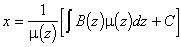 x = 1/μ(z) [∫ B(z)μ(z)dz + C]